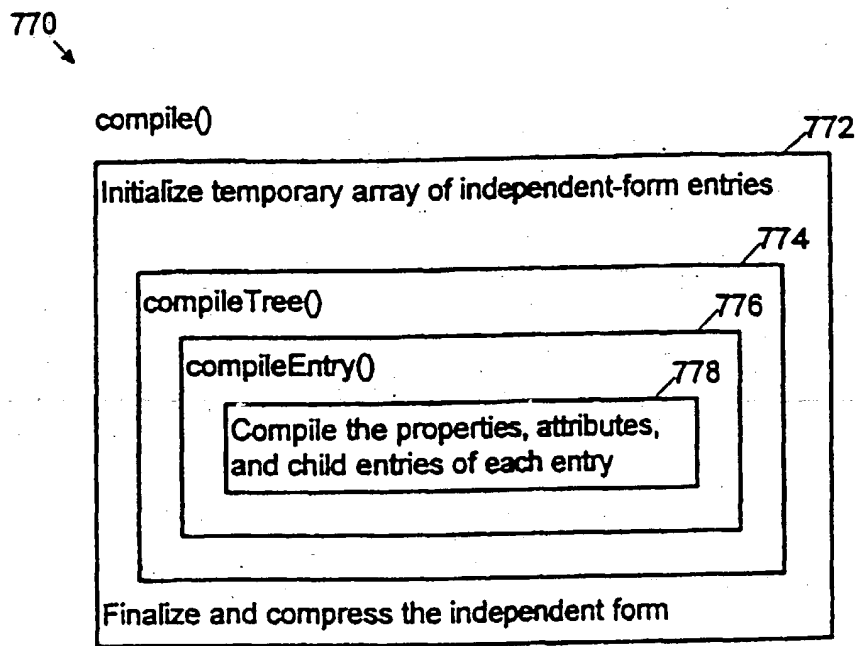 770
compile()
772
Initialize temporary array of independent-form entries
774
compileTree()
776
compileEntry()
778
Compile the properties, attributes,
and child entries of each entry
Finalize and compress the independent form